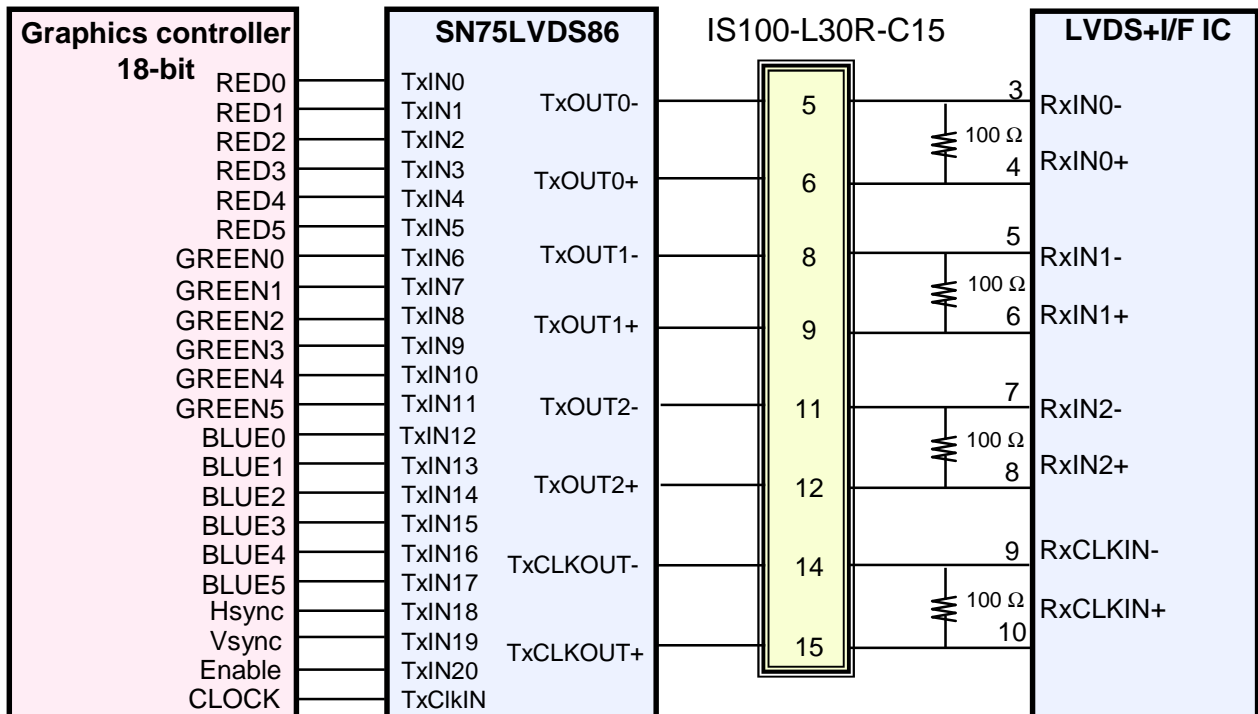 Graphics controller
18-bit
RED0
RED1
RED2
RED3
RED4
RED5
GREEN0
GREEN1
GREEN2
GREEN3
GREEN4
GREEN5
BLUE0
BLUE1
BLUE2
BLUE3
BLUE4
BLUE5
Hsync
Vsync
Enable
CLOCK
SN75LVDS86
TxIN0
TxIN1
TxIN2
TxIN3
TxIN4
TxIN5
TxIN6
TxIN7
TxIN8
TxIN9
TxIN10
TxIN11
TxIN12
TxIN13
TxIN14
TxIN15
TxIN16
TxIN17
TxIN18
TxIN19
TxIN20
TxClkIN
TxOUT0-
TxOUT0+
TxOUT1-
TxOUT1+
TxOUT2-
TxOUT2+
TxCLKOUT-
TxCLKOUT+
IS100-L30R-C15
5
6
8
9
11
12
14
15
3
100 Ω
4
5
100 Ω
6
7
100 Ω
8
9
100 Ω
10
LVDS+I/F IC
RxIN0-
RxIN0+
RxIN1-
RxIN1+
RxIN2-
RxIN2+
RxCLKIN-
RxCLKIN+